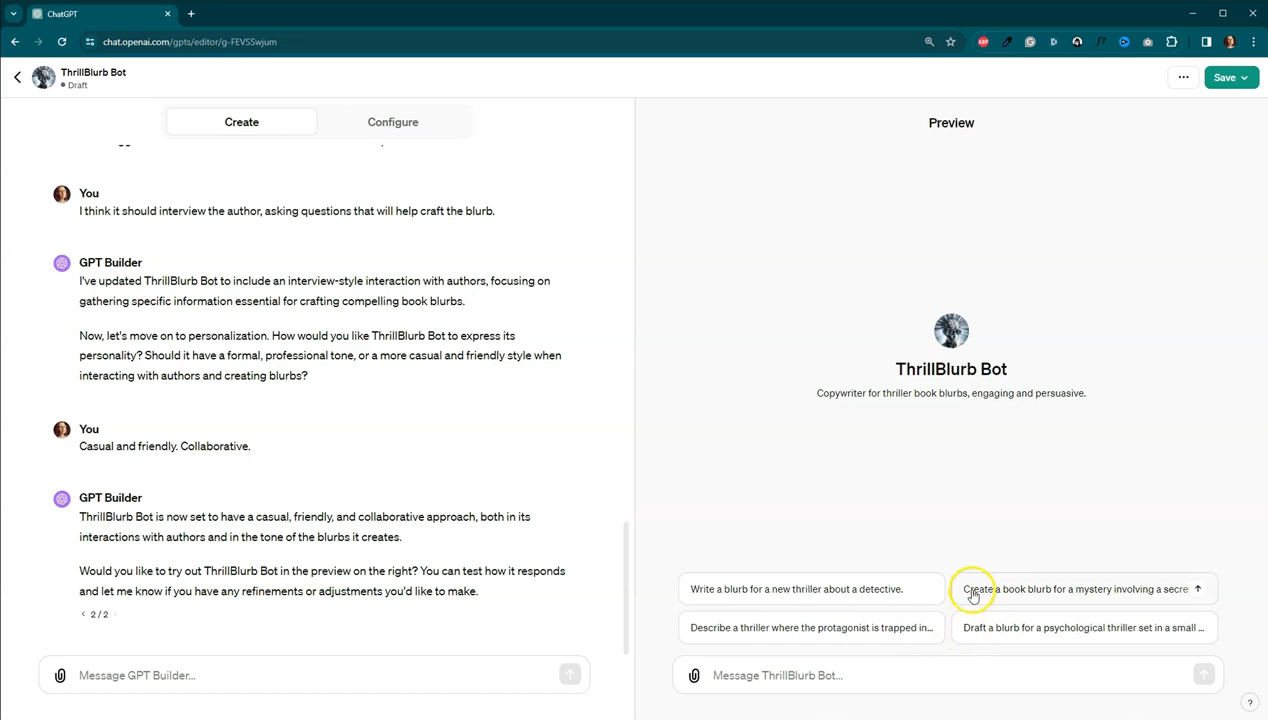 ChatGPT
chat.openai.com/gpts/editor/g-FEVSSwjum
ABP
ThrillBlurb Bot
Draft
Save
Create
Configure
Preview
You
I think it should interview the author, asking questions that will help craft the blurb.
GPT Builder
I've updated ThrillBlurb Bot to include an interview-style interaction with authors, focusing on
gathering specific information essential for crafting compelling book blurbs.
Now, let's move on to personalization. How would you like ThrillBlurb Bot to express its
personality? Should it have a formal, professional tone, or a more casual and friendly style when
interacting with authors and creating blurbs?
You
Casual and friendly. Collaborative.
GPT Builder
ThrillBlurb Bot is now set to have a casual, friendly, and collaborative approach, both in its
interactions with authors and in the tone of the blurbs it creates.
Would you like to try out ThrillBlurb Bot in the preview on the right? You can test how it responds
and let me know if you have any refinements or adjustments you'd like to make.
2 / 2
Message GPT Builder...
ThrillBlurb Bot
Copywriter for thriller book blurbs, engaging and persuasive.
Write a blurb for a new thriller about a detective.
Create a book blurb for a mystery involving a secre
Describe a thriller where the protagonist is trapped in...
Draft a blurb for a psychological thriller set in a small ...
Message ThrillBlurb Bot...
?